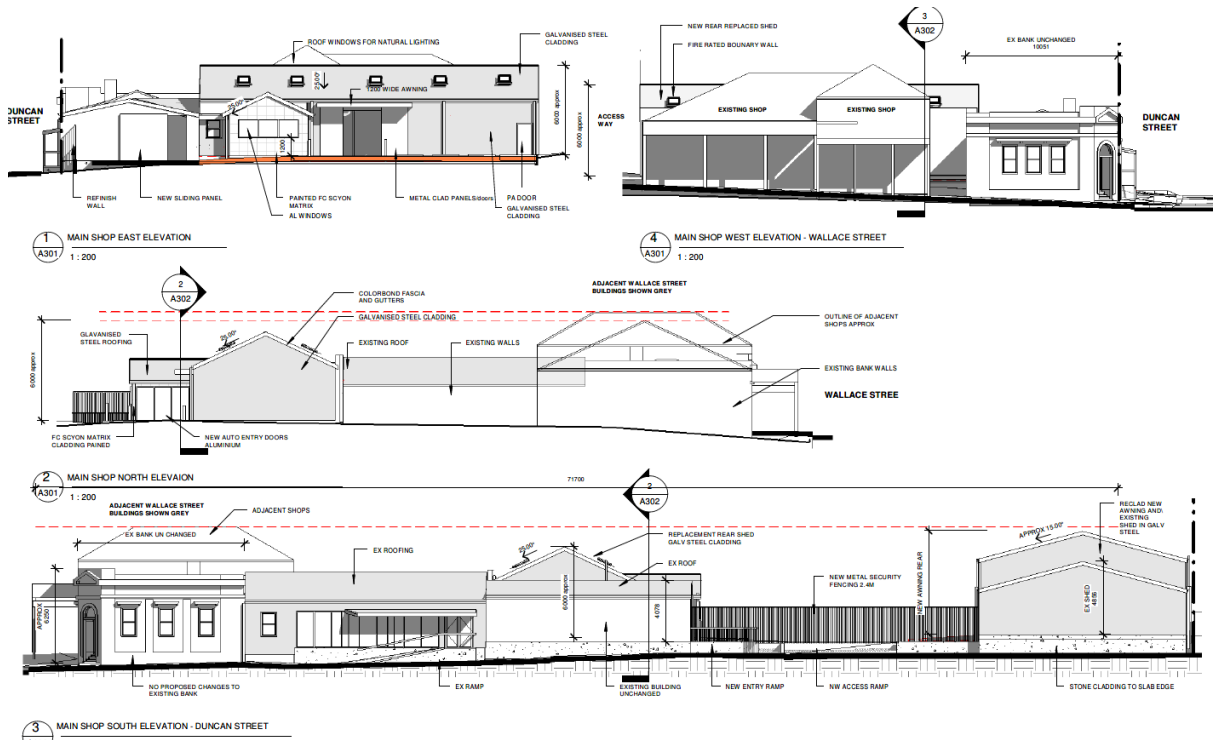 ROOF WINDOWS FOR NATURAL LIGHTING
GALVANISED STEEL
CLADDING
25.00°
1200 WIDE AWNING
25.00°
DUNCAN
STREET
1200
6000 approx
6000 approx
ACCESS
WAY
REFINISH
WALL
NEW SLIDING PANEL
PAINTED FC SCYON
MATRIX
AL WINDOWS
METAL CLAD PANELS/doors
PA DOOR
GALVANISED STEEL
CLADDING
1
A301
MAIN SHOP EAST ELEVATION
1 : 200
NEW REAR REPLACED SHED
FIRE RATED BOUNARY WALL
3
A302
EX BANK UNCHANGED
10051
EXISTING SHOP
EXISTING SHOP
DUNCAN
STREET
4
A301
MAIN SHOP WEST ELEVATION - WALLACE STREET
1 : 200
2
A302
COLORBOND FASCIA
AND GUTTERS
GALVANISED STEEL CLADDING
ADJACENT WALLACE STREET
BUILDINGS SHOWN GREY
GLAVANISED
STEEL ROOFING
25.00°
EXISTING ROOF
EXISTING WALLS
OUTLINE OF ADJACENT
SHOPS APPROX
EXISTING BANK WALLS
6000 approx
WALLACE STREE
FC SCYON MATRIX
CLADDING PAINED
NEW AUTO ENTRY DOORS
ALUMINIUM
2
A301
MAIN SHOP NORTH ELEVAION
1 : 200
71700
2
A302
ADJACENT WALLACE STREET
BUILDINGS SHOWN GREY
ADJACENT SHOPS
EX BANK UN CHANGED
EX ROOFING
25.00°
REPLACEMENT REAR SHED
GALV STEEL CLADDING
EX ROOF
APPROX 15.00°
RECLAD NEW
AWNING AND\
EXISTING
SHED IN GALV
STEEL
APPROX
6250
6000 approx
4078
NEW METAL SECURITY
FENCING 2.4M
NEW AWNING REAR
EX SHED
4856
NO PROPOSED CHANGES TO
EXISTING BANK
EX RAMP
EXISTING BUILDING
UNCHANGED
NEW ENTRY RAMP
NW ACCESS RAMP
STONE CLADDING TO SLAB EDGE
3
MAIN SHOP SOUTH ELEVATION - DUNCAN STREET